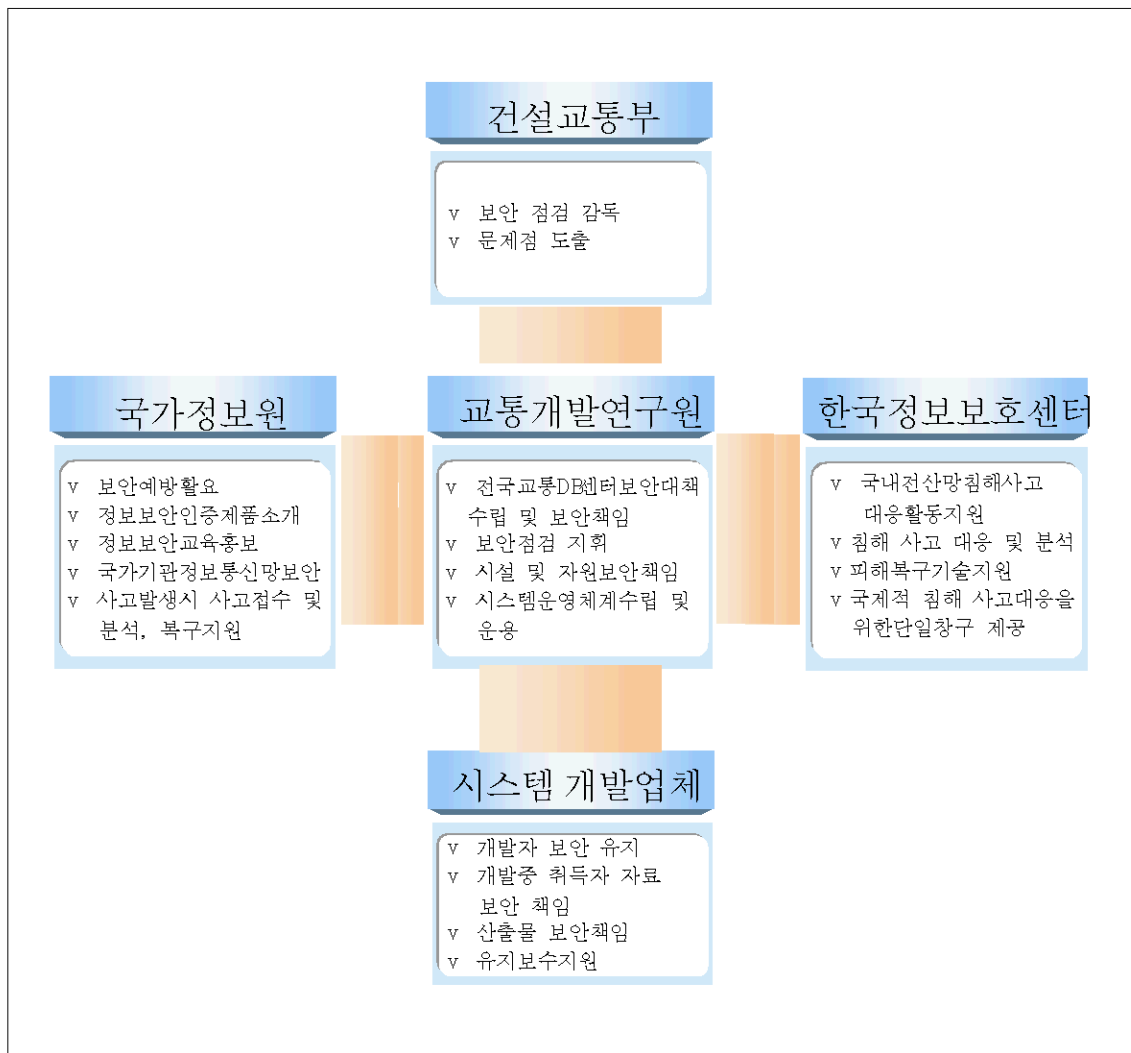 건설교통부
v 보안 점검 감독
v 문제점 도출
국가정보원
v 보안예방활요
v 정보보안인증제품소개
v 정보보안교육홍보
v 국가기관정보통신망보안
v 사고발생시 사고접수 및
분석, 복구지원
교통개발연구원
v 전국교통DB센터보안대책
수립 및 보안책임
v 보안점검 지휘
v 시설 및 자원보안책임
v 시스템운영체계수립 및
운용
한국정보보호센터
v 국내전산망침해사고
대응활동지원
v 침해 사고 대응 및 분석
v 피해복구기술지원
v 국제적 침해 사고대응을
위한단일창구 제공
시스템 개발업체
v 개발자 보안 유지
v 개발중 취득자 자료
보안 책임
v 산출물 보안책임
v 유지보수지원